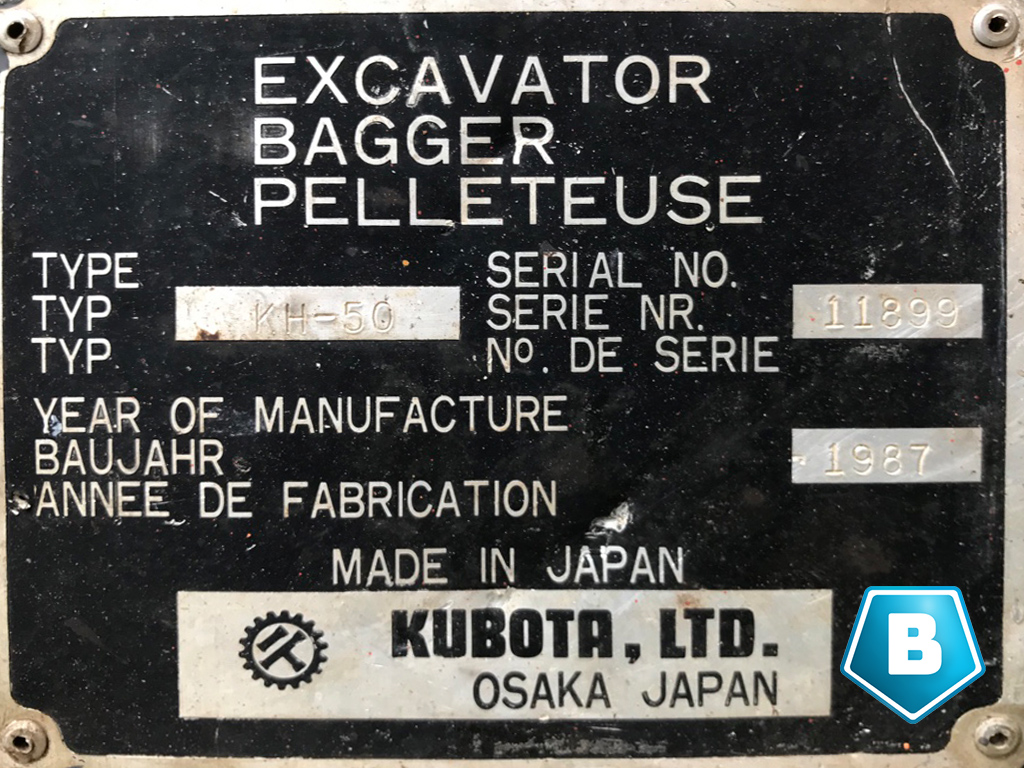 EXCAVATOR
BAGGER
PELLETEUSE
TYPE
TYP
TYP
KH-50
SERIAL NO.
SERIE NR.
Nº. DE SERIE
11899
YEAR OF MANUFACTURE
BAUJAHR
ANNEE DE FABRICATION
1987
MADE IN JAPAN
KUBOTA, LTD.
OSAKA JAPAN
B